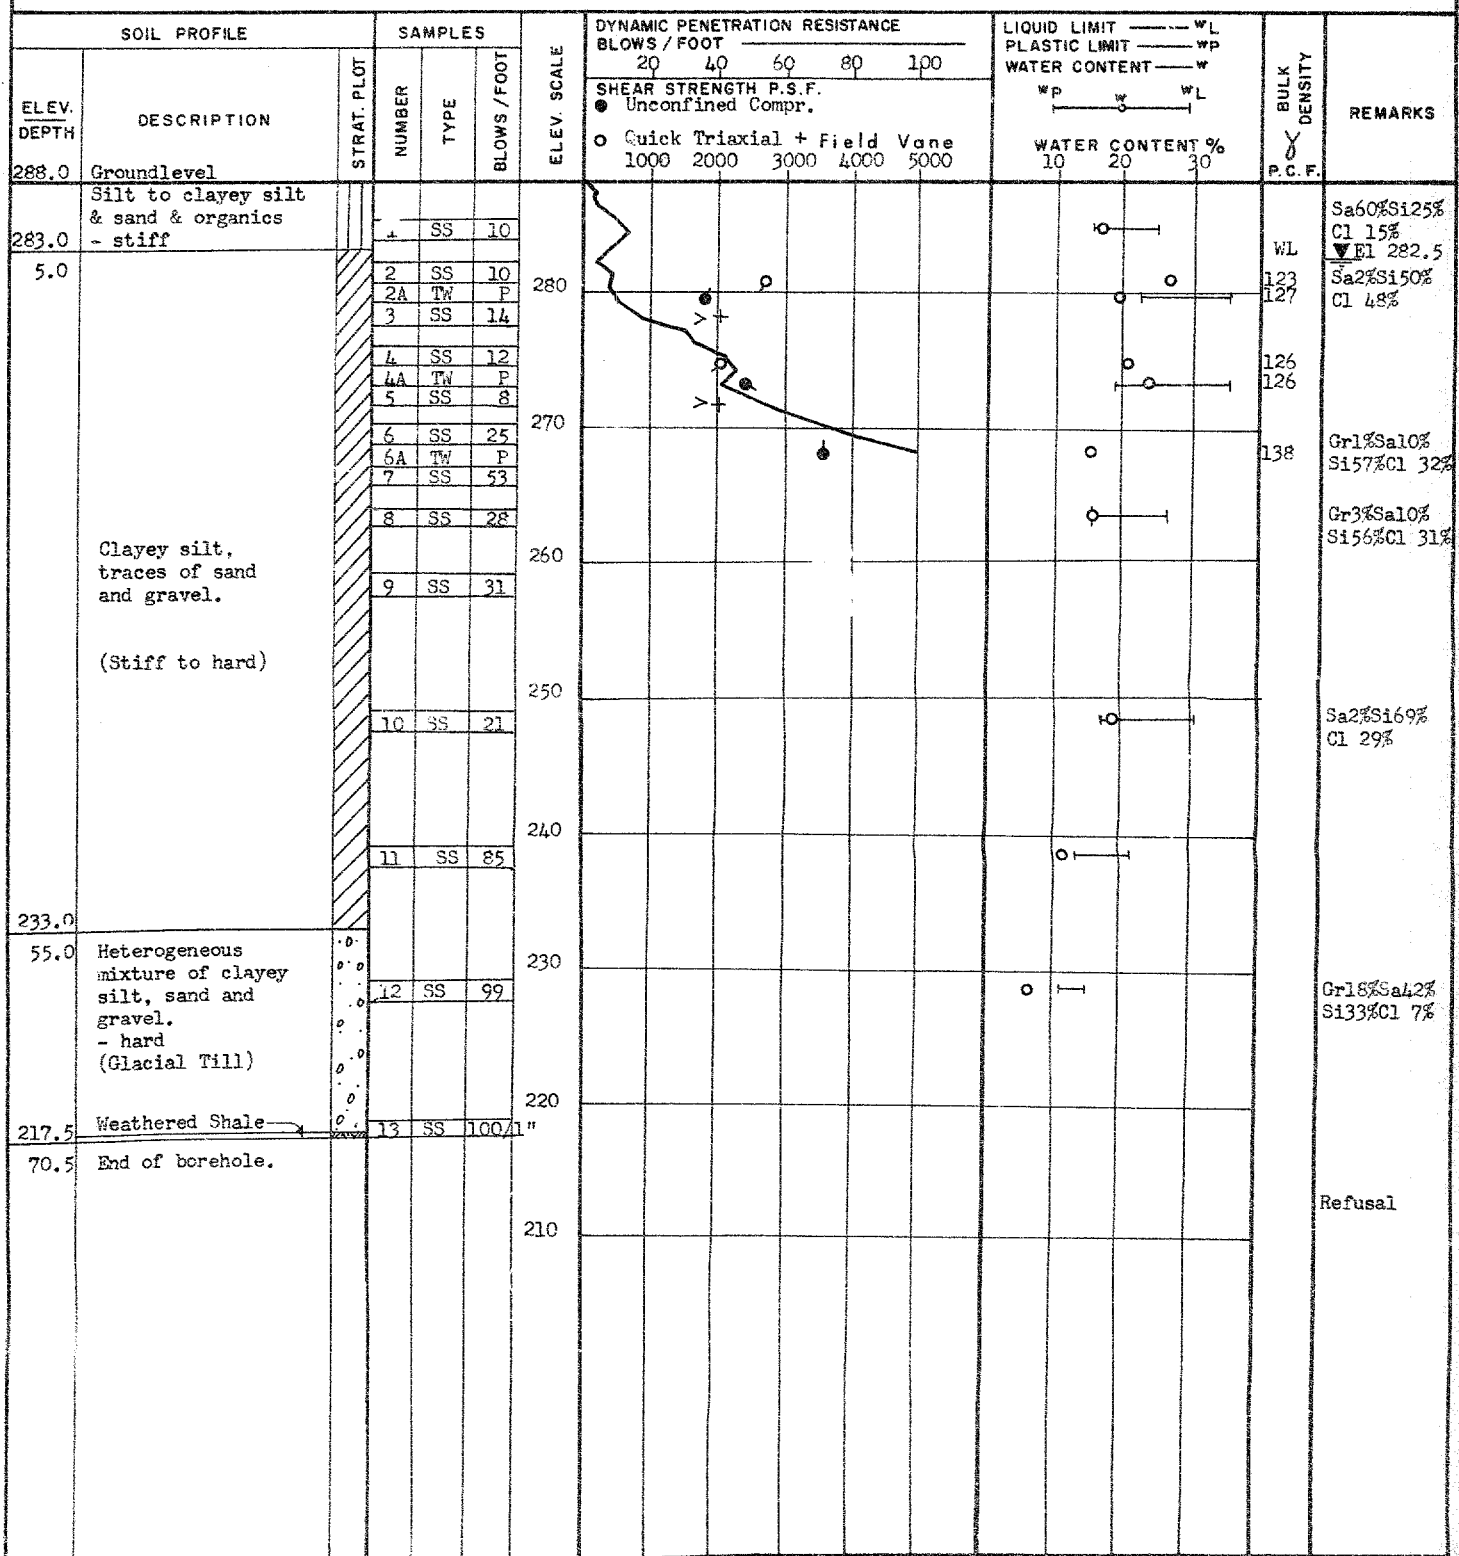 SOIL PROFILE
SAMPLES
ELEV. DEPTH
DESCRIPTION
STRAT. PLOT
NUMBER
TYPE
BLOWS / FOOT
ELEV. SCALE
DYNAMIC PENETRATION RESISTANCE
BLOWS / FOOT
20 40 60 80 100
SHEAR STRENGTH P.S.F.
● Unconfined Compr.
○ Quick Triaxial + Field Vane
1000 2000 3000 4000 5000
LIQUID LIMIT ——— wL
PLASTIC LIMIT ——— wP
WATER CONTENT ——— w
wP w wL
WATER CONTENT %
10 20 30
BULK DENSITY
γ
P.C.F.
REMARKS
288.0 Groundlevel
Silt to clayey silt
& sand & organics
283.0 - stiff
5.0
SS 10
2 SS 10
2A TW P
3 SS 14
4 SS 12
4A TW P
5 SS 8
6 SS 25
6A TW P
7 SS 53
8 SS 28
9 SS 31
10 SS 21
11 SS 85
12 SS 99
13 SS 100/1"
Clayey silt,
traces of sand
and gravel.
(Stiff to hard)
233.0
55.0 Heterogeneous
mixture of clayey
silt, sand and
gravel.
- hard
(Glacial Till)
Weathered Shale
217.5
70.5 End of borehole.
280
270
260
250
240
230
220
210
WL
123
127
126
126
138
Sa60%Si25%
Cl 15%
El 282.5
Sa2%Si50%
Cl 48%
Gr1%Sa10%
Si57%Cl 32%
Gr3%Sa10%
Si56%Cl 31%
Sa2%Si69%
Cl 29%
Gr18%Sa42%
Si33%Cl 7%
Refusal